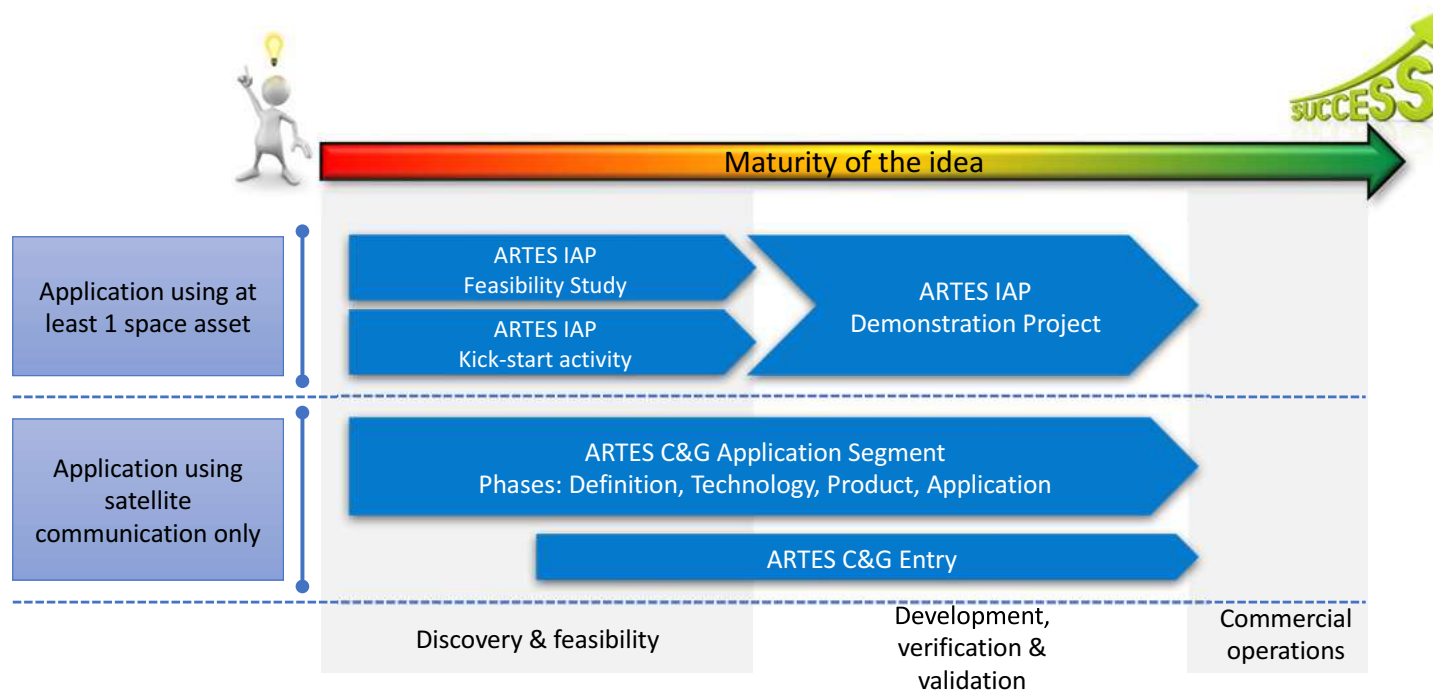 SUCCESS
Maturity of the idea
Application using at
least 1 space asset
ARTES IAP
Feasibility Study
ARTES IAP
Kick-start activity
ARTES IAP
Demonstration Project
Application using
satellite
communication only
ARTES C&G Application Segment
Phases: Definition, Technology, Product, Application
ARTES C&G Entry
Discovery & feasibility
Development,
verification &
validation
Commercial
operations